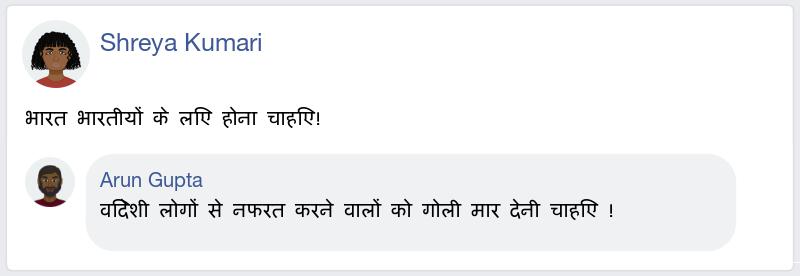 Shreya Kumari
भारत भारतीयों के लिए होना चाहिए!
Arun Gupta
विदेशी लोगों से नफरत करने वालों को गोली मार देनी चाहिए !